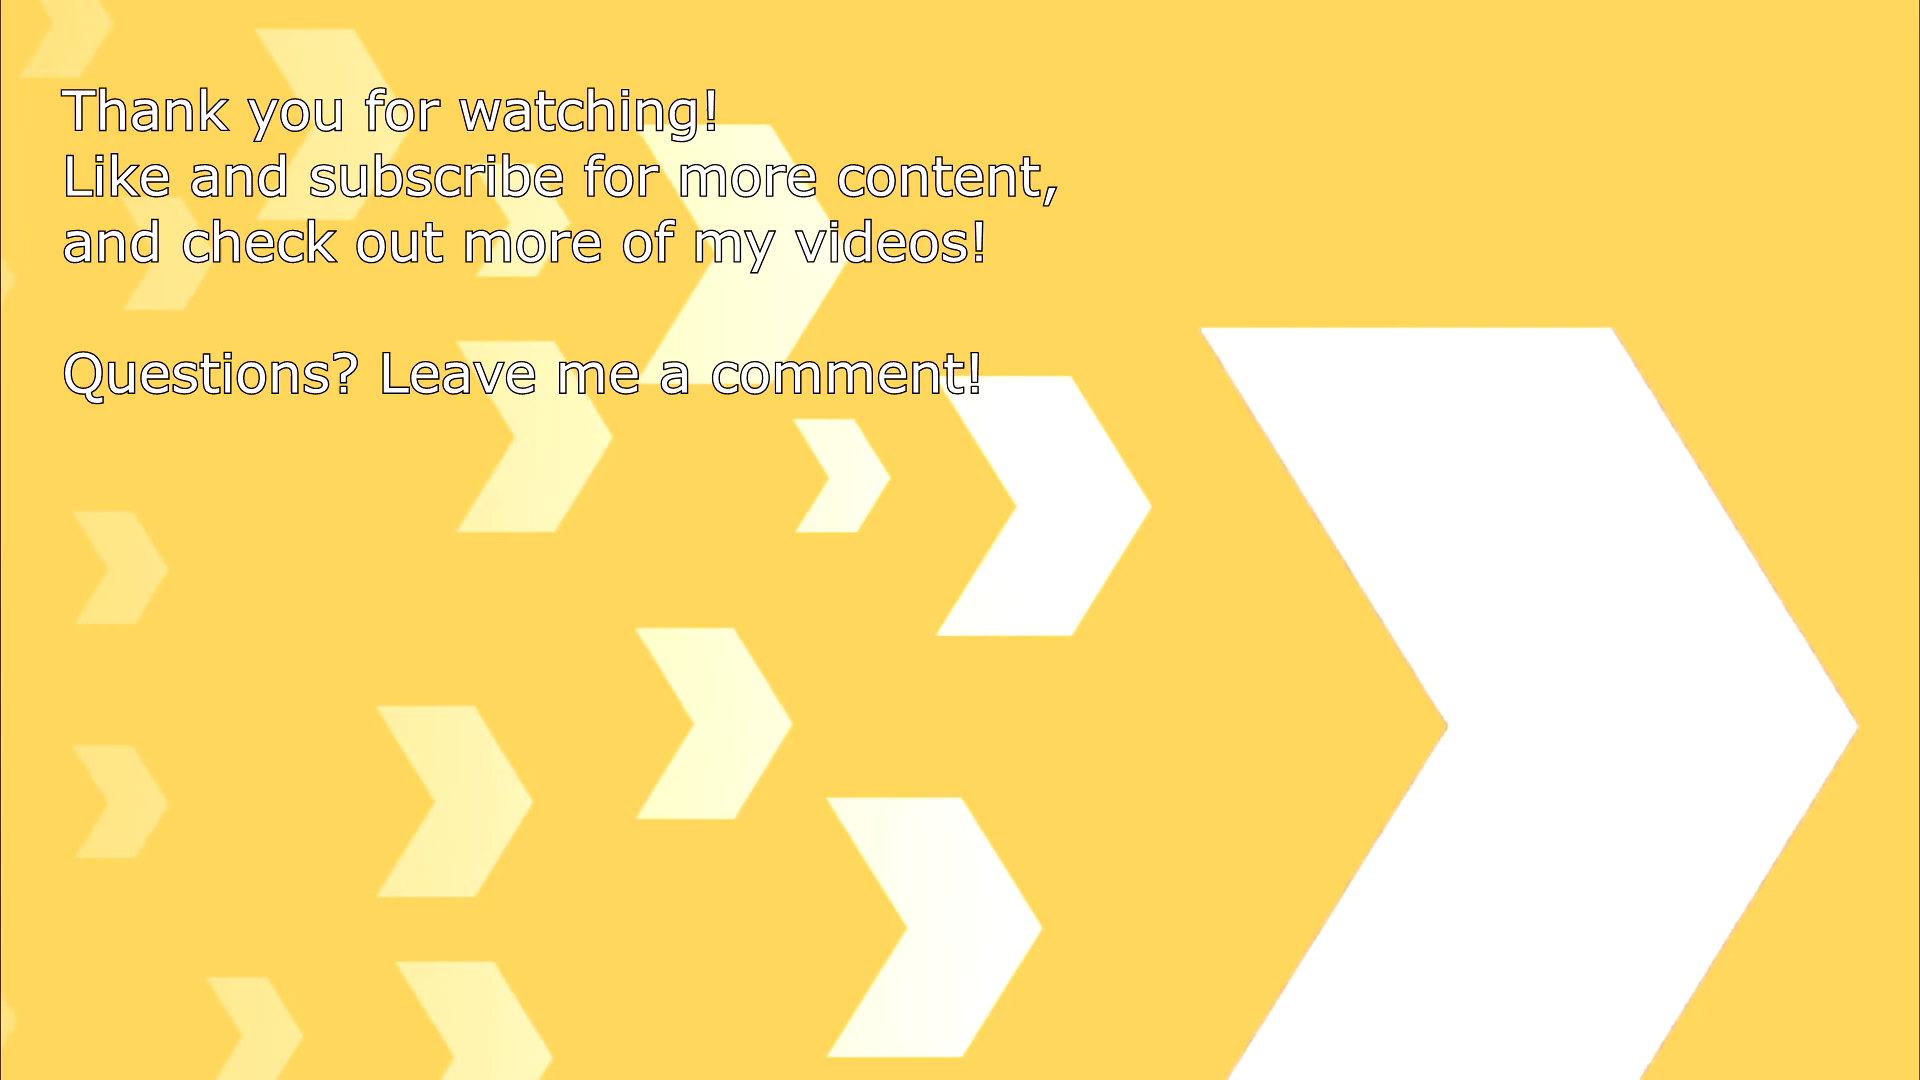 Thank you for watching!
Like and subscribe for more content,
and check out more of my videos!
Questions? Leave me a comment!